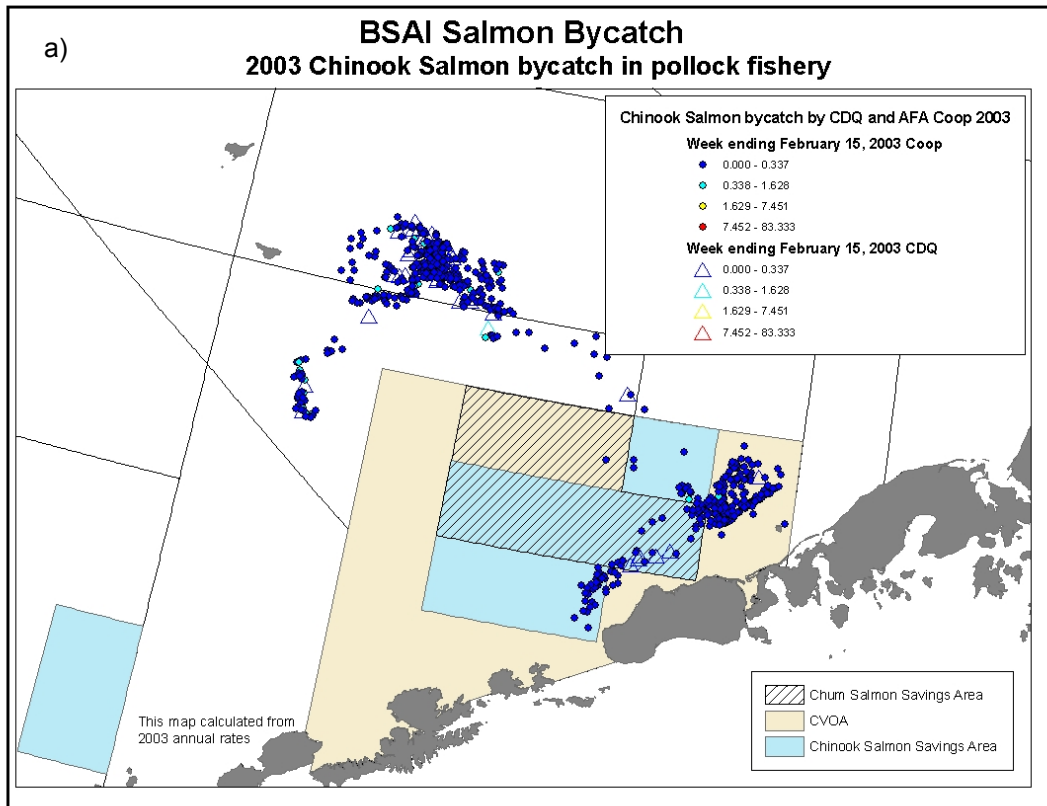 a)
BSAI Salmon Bycatch
2003 Chinook Salmon bycatch in pollock fishery
Chinook Salmon bycatch by CDQ and AFA Coop 2003
Week ending February 15, 2003 Coop
0.000 - 0.337
0.338 - 1.628
1.629 - 7.451
7.452 - 83.333
Week ending February 15, 2003 CDQ
0.000 - 0.337
0.338 - 1.628
1.629 - 7.451
7.452 - 83.333
This map calculated from
2003 annual rates
Chum Salmon Savings Area
CVOA
Chinook Salmon Savings Area